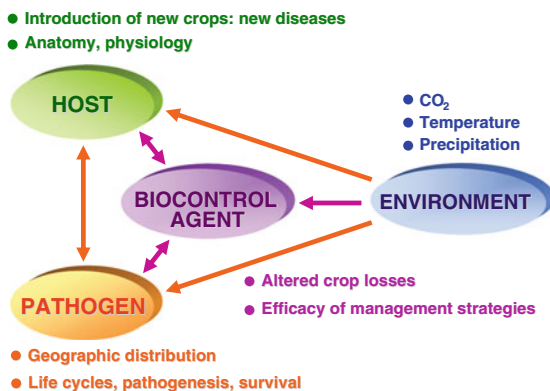 ● Introduction of new crops: new diseases
● Anatomy, physiology
HOST
● CO₂
● Temperature
● Precipitation
BIOCONTROL
AGENT
ENVIRONMENT
● Altered crop losses
● Efficacy of management strategies
PATHOGEN
● Geographic distribution
● Life cycles, pathogenesis, survival